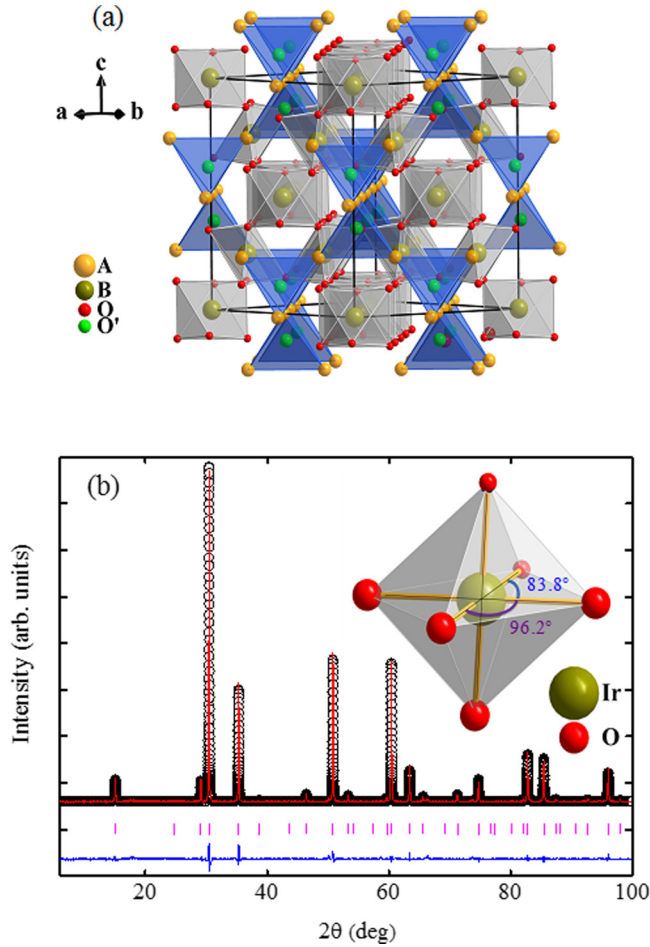 (a)
c
a b
A
B
O
O'
(b)
Intensity (arb. units)
83.8°
96.2°
Ir
O
20 40 60 80 100
2θ (deg)